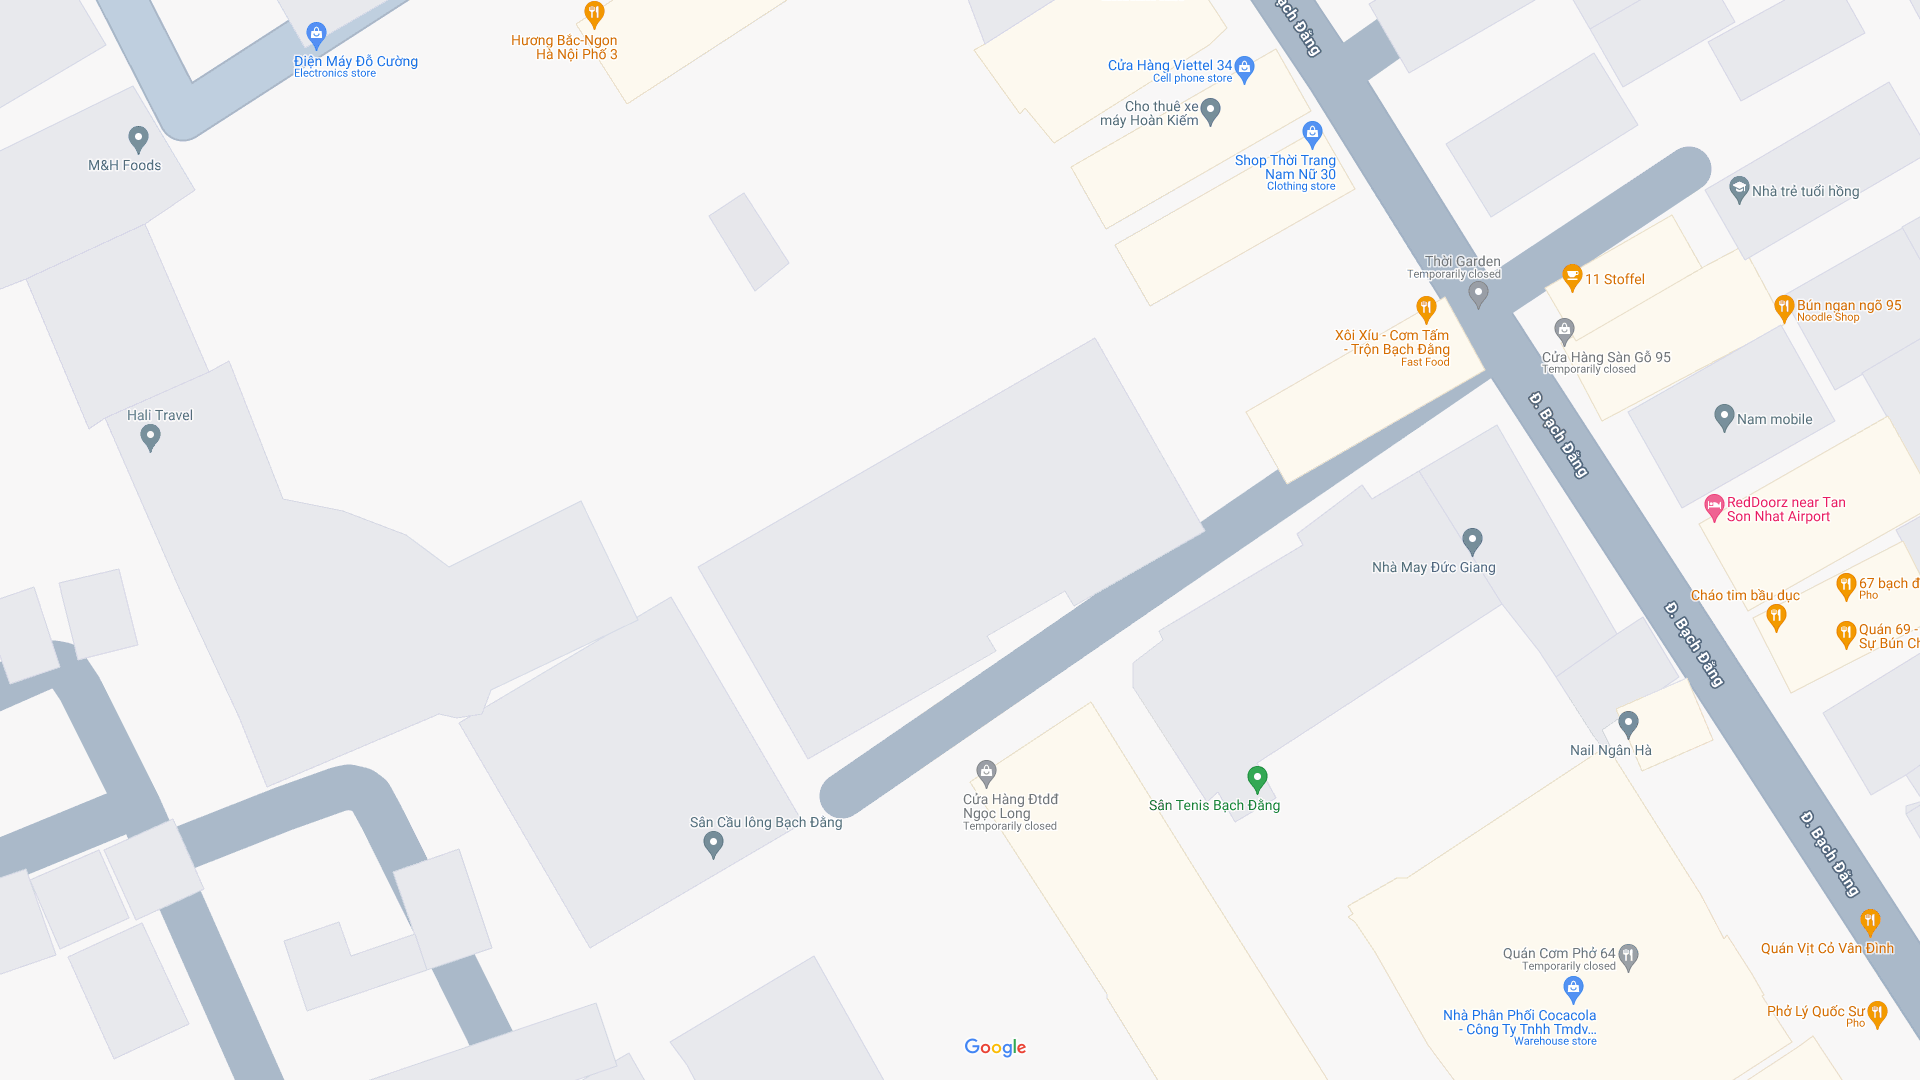 Đ. Bạch Đằng
Hương Bắc-Ngon
Hà Nội Phố 3
Điện Máy Đỗ Cường
Electronics store
Cửa Hàng Viettel 34
Cell phone store
Cho thuê xe
máy Hoàn Kiếm
M&H Foods
Shop Thời Trang
Nam Nữ 30
Clothing store
Nhà trẻ tuổi hồng
Thời Garden
Temporarily closed
11 Stoffel
Bún ngan ngõ 95
Noodle Shop
Xôi Xíu - Cơm Tấm
- Trộn Bạch Đằng
Fast Food
Cửa Hàng Sàn Gỗ 95
Temporarily closed
Hali Travel
Nam mobile
Đ. Bạch Đằng
RedDoorz near Tan
Son Nhat Airport
Nhà May Đức Giang
67 bạch đ
Pho
Cháo tim bầu dục
Quán 69 -
Sự Bún Ch
Đ. Bạch Đằng
Nail Ngân Hà
Cửa Hàng Đtdđ
Ngọc Long
Temporarily closed
Sân Tenis Bạch Đằng
Sân Cầu lông Bạch Đằng
Đ. Bạch Đằng
Quán Vịt Cỏ Vân Đình
Quán Cơm Phở 64
Temporarily closed
Nhà Phân Phối Cocacola
- Công Ty Tnhh Tmdv...
Warehouse store
Phở Lý Quốc Sư
Pho
Google